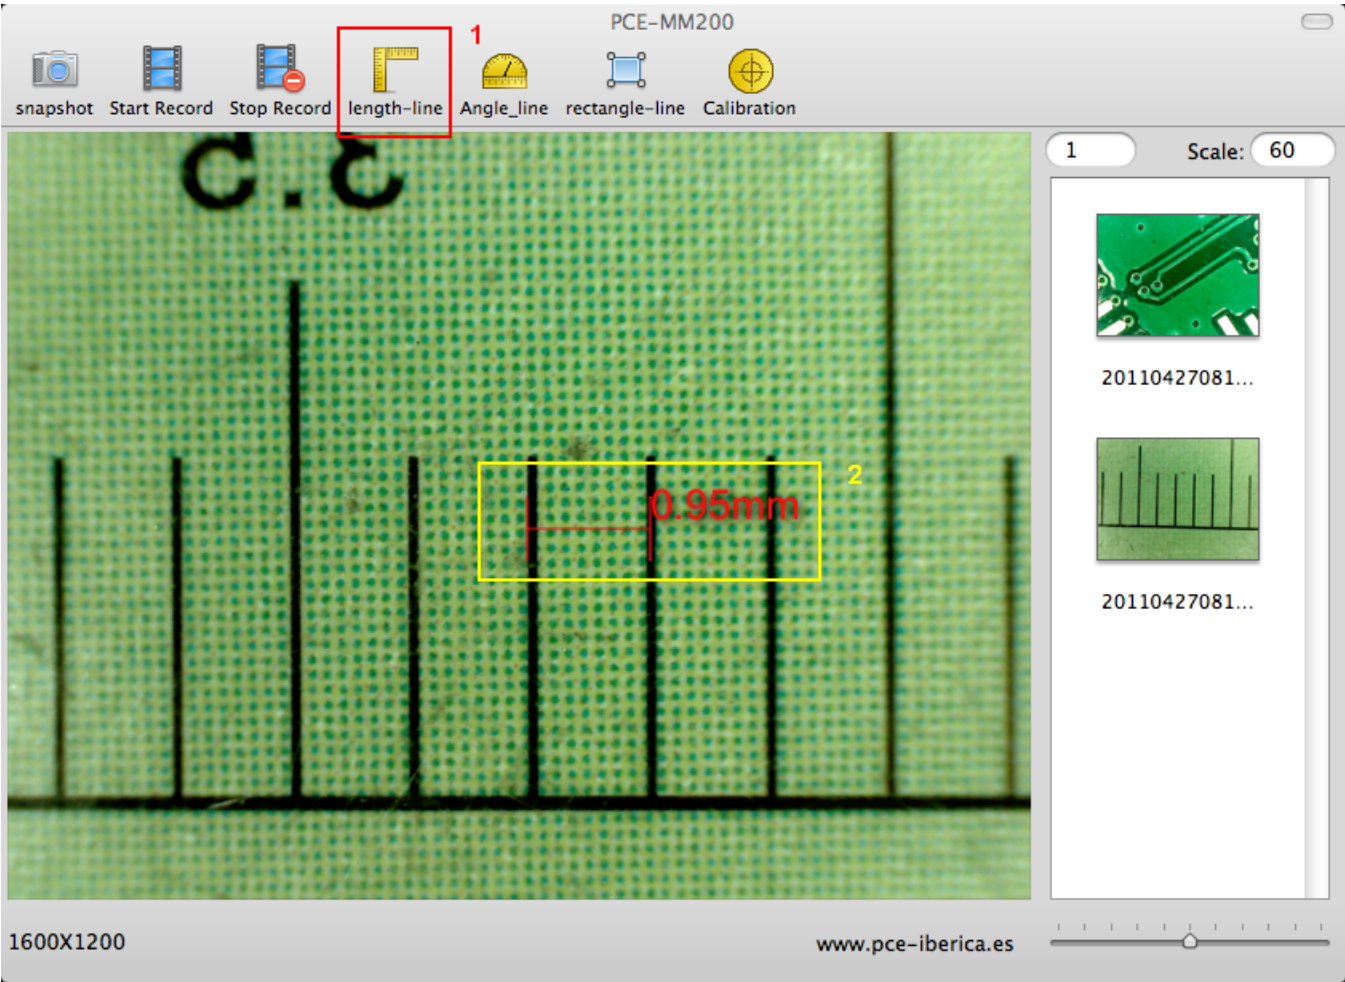 PCE-MM200
1
snapshot Start Record Stop Record length-line Angle_line rectangle-line Calibration
1 Scale: 60
20110427081...
2
0.95mm
20110427081...
1600X1200
www.pce-iberica.es